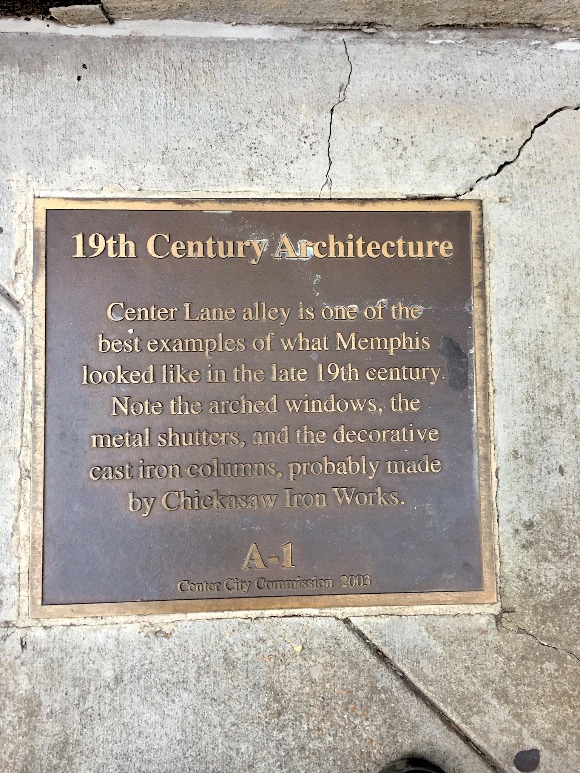 19th Century Architecture
Center Lane alley is one of the
best examples of what Memphis
looked like in the late 19th century.
Note the arched windows, the
metal shutters, and the decorative
cast iron columns, probably made
by Chickasaw Iron Works.
A-1
Center City Commission 2003